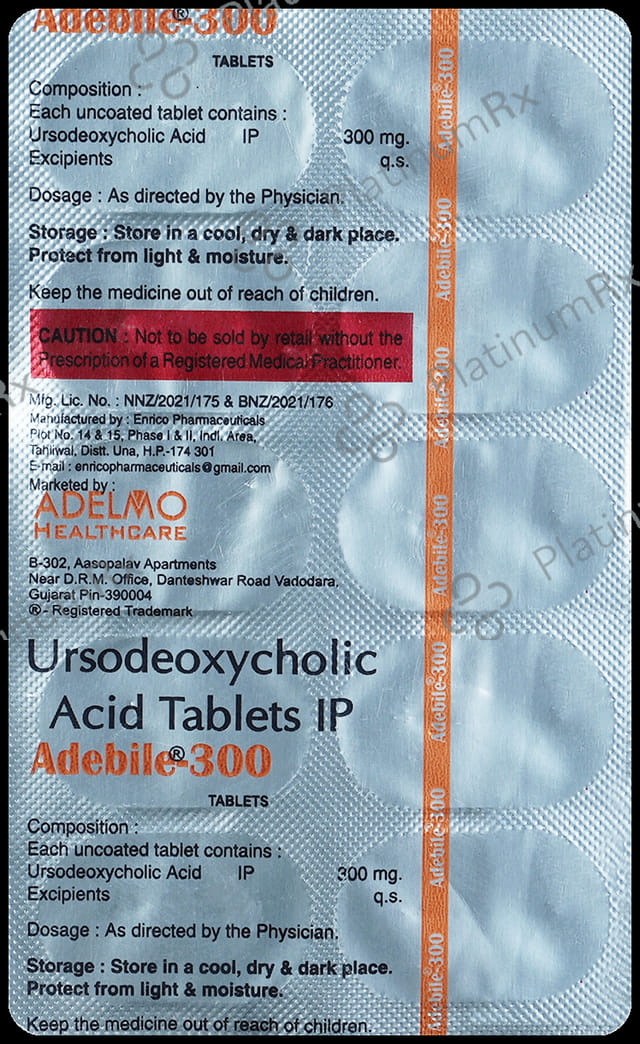 Adebile®-300
TABLETS
Composition :
Each uncoated tablet contains :
Ursodeoxycholic Acid IP 300 mg.
Excipients q.s.
Dosage : As directed by the Physician.
Storage : Store in a cool, dry & dark place.
Protect from light & moisture.
Keep the medicine out of reach of children.
CAUTION : Not to be sold by retail without the
Prescription of a Registered Medical Practitioner.
Mfg. Lic. No. : NNZ/2021/175 & BNZ/2021/176
Manufactured by : Enrico Pharmaceuticals
Plot No. 14 & 15, Phase I & II, Indl. Area,
Tahliwal, Distt. Una, H.P.-174 301
E-mail : enricopharmaceuticals@gmail.com
Marketed by :
ADELMO
HEALTHCARE
B-302, Aasopalav Apartments
Near D.R.M. Office, Danteshwar Road Vadodara,
Gujarat Pin-390004
® - Registered Trademark
Ursodeoxycholic
Acid Tablets IP
Adebile®-300
TABLETS
Composition :
Each uncoated tablet contains :
Ursodeoxycholic Acid IP 300 mg.
Excipients q.s.
Dosage : As directed by the Physician.
Storage : Store in a cool, dry & dark place.
Protect from light & moisture.
Keep the medicine out of reach of children.
Adebile®-300
Adebile®-300
Adebile®-300
Adebile®-300
Adebile®-300
Adebile®-300
Adebile®-300
PlatinumRx
PlatinumRx
Platinu
Rx